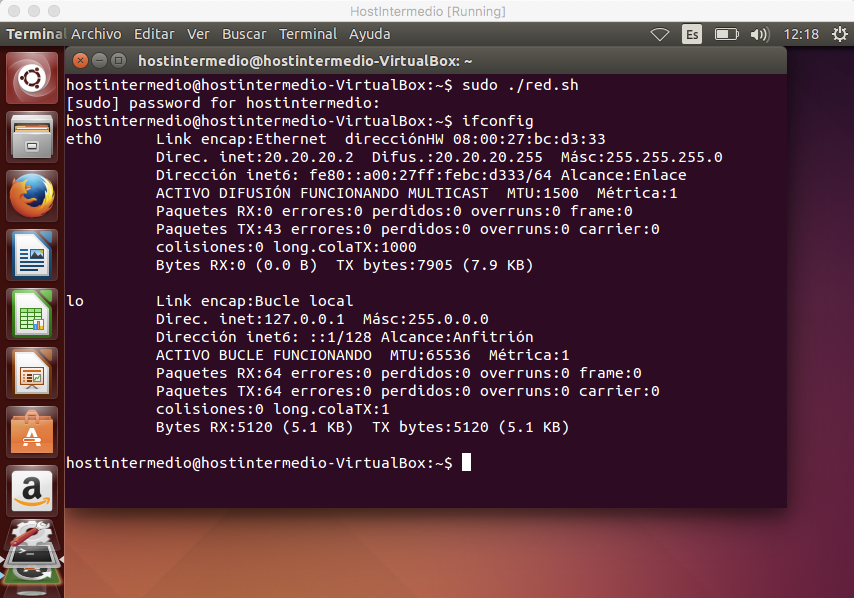 HostIntermedio [Running]
Terminal Archivo Editar Ver Buscar Terminal Ayuda Es 12:18
hostintermedio@hostintermedio-VirtualBox: ~
hostintermedio@hostintermedio-VirtualBox:~$ sudo ./red.sh
[sudo] password for hostintermedio:
hostintermedio@hostintermedio-VirtualBox:~$ ifconfig
eth0      Link encap:Ethernet  direcciónHW 08:00:27:bc:d3:33
          Direc. inet:20.20.20.2  Difus.:20.20.20.255  Másc:255.255.255.0
          Dirección inet6: fe80::a00:27ff:febc:d333/64 Alcance:Enlace
          ACTIVO DIFUSIÓN FUNCIONANDO MULTICAST  MTU:1500  Métrica:1
          Paquetes RX:0 errores:0 perdidos:0 overruns:0 frame:0
          Paquetes TX:43 errores:0 perdidos:0 overruns:0 carrier:0
          colisiones:0 long.colaTX:1000
          Bytes RX:0 (0.0 B)  TX bytes:7905 (7.9 KB)
lo        Link encap:Bucle local
          Direc. inet:127.0.0.1  Másc:255.0.0.0
          Dirección inet6: ::1/128 Alcance:Anfitrión
          ACTIVO BUCLE FUNCIONANDO  MTU:65536  Métrica:1
          Paquetes RX:64 errores:0 perdidos:0 overruns:0 frame:0
          Paquetes TX:64 errores:0 perdidos:0 overruns:0 carrier:0
          colisiones:0 long.colaTX:1
          Bytes RX:5120 (5.1 KB)  TX bytes:5120 (5.1 KB)
hostintermedio@hostintermedio-VirtualBox:~$